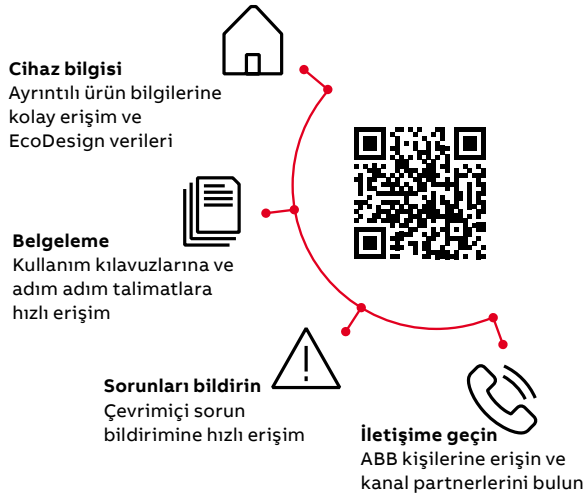 Cihaz bilgisi
Ayrıntılı ürün bilgilerine
kolay erişim ve
EcoDesign verileri
Belgeleme
Kullanım kılavuzlarına ve
adım adım talimatlara
hızlı erişim
Sorunları bildirin
Çevrimiçi sorun
bildirimine hızlı erişim
İletişime geçin
ABB kişilerine erişin ve
kanal partnerlerini bulun